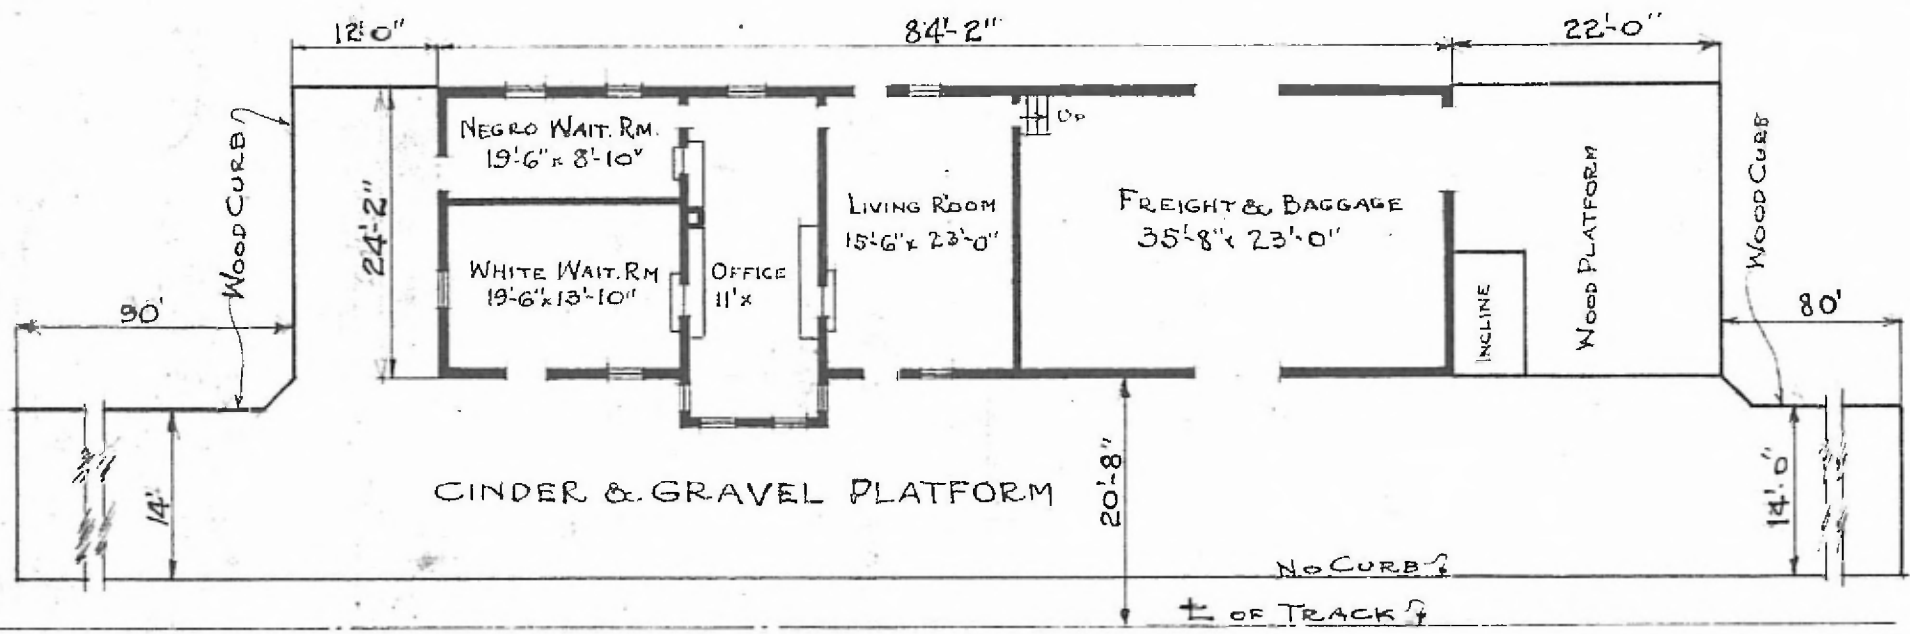 12'-0"
84'-2"
22'-0"
NEGRO WAIT. RM.
19'-6" x 8'-10"
UP
WOOD CURB
24'-2"
WHITE WAIT. RM
19'-6" x 13'-10"
OFFICE
11' x
LIVING ROOM
15'-6" x 23'-0"
FREIGHT & BAGGAGE
35'-8" x 23'-0"
INCLINE
WOOD PLATFORM
WOOD CURB
80'
14'
CINDER & GRAVEL PLATFORM
20'-8"
14'-0"
NO CURB
℄ OF TRACK